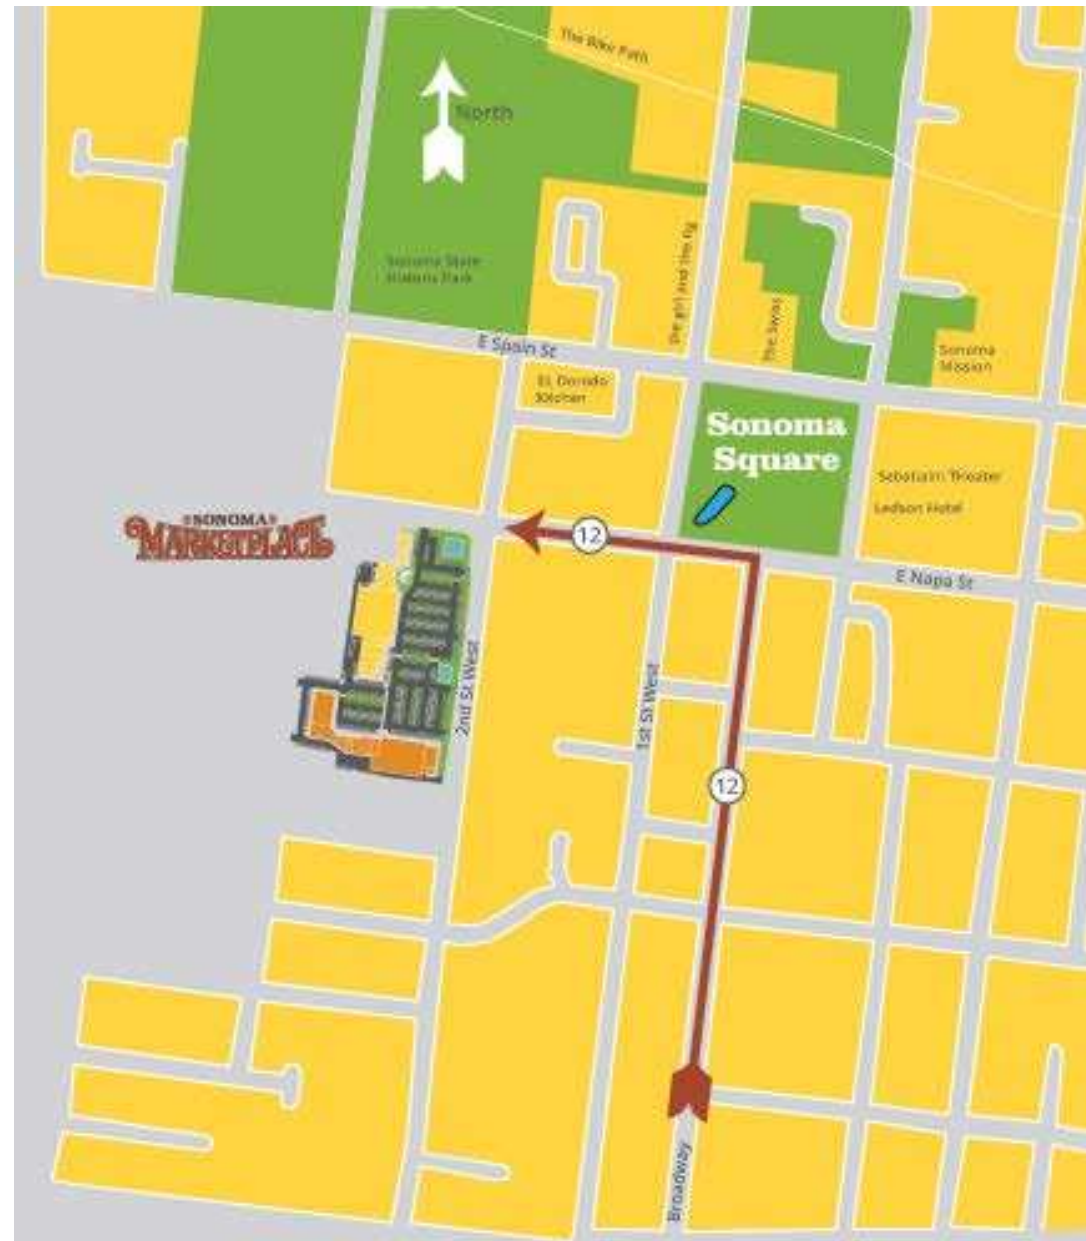 The Bike Path
North
Sonoma State
Historic Park
the girl and the fig
The Swiss
E Spain St
EL Dorado
Kitchen
Sonoma
Mission
Sonoma
Square
Sebastiani Theater
Ledson Hotel
SONOMA
MARKETPLACE
12
E Napa St
2nd St West
1st St West
12
Broadway